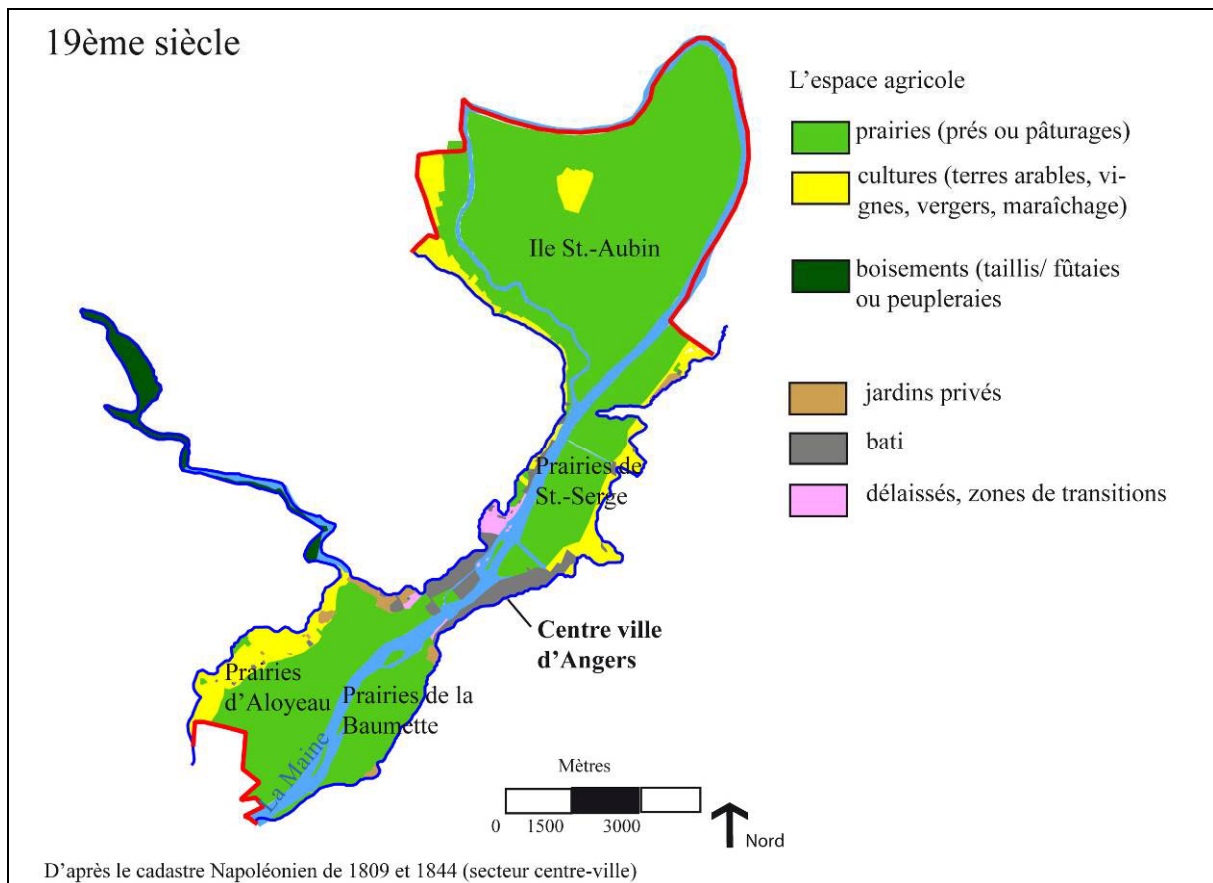 19ème siècle
L'espace agricole
prairies (prés ou pâturages)
cultures (terres arables, vi-
gnes, vergers, maraîchage)
boisements (taillis/ fûtaies
ou peupleraies
jardins privés
bati
délaissés, zones de transitions
Ile St.-Aubin
Prairies de
St.-Serge
Centre ville
d'Angers
Prairies
d'Aloyeau
Prairies de la
Baumette
La Maine
Mètres
0 1500 3000
Nord
D'après le cadastre Napoléonien de 1809 et 1844 (secteur centre-ville)